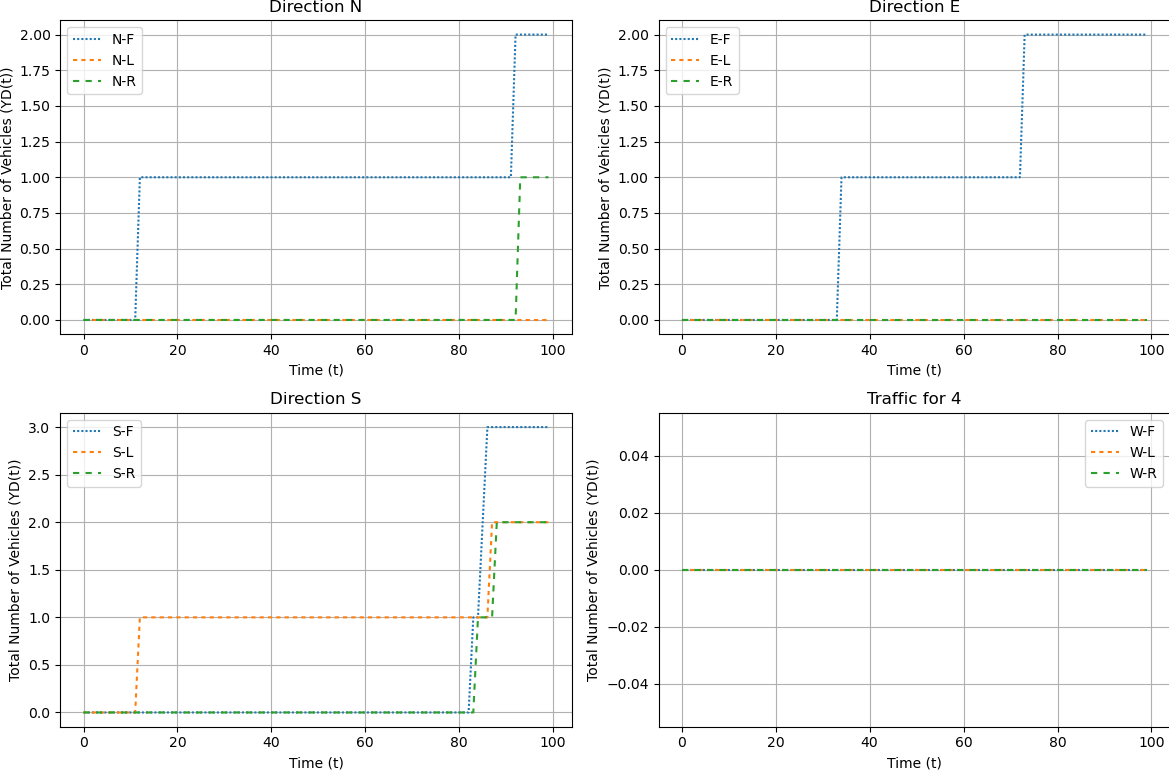 Direction N
Total Number of Vehicles (YD(t))
2.00
1.75
1.50
1.25
1.00
0.75
0.50
0.25
0.00
N-F
N-L
N-R
0 20 40 60 80 100
Time (t)
Direction E
Total Number of Vehicles (YD(t))
2.00
1.75
1.50
1.25
1.00
0.75
0.50
0.25
0.00
E-F
E-L
E-R
0 20 40 60 80 100
Time (t)
Direction S
Total Number of Vehicles (YD(t))
3.0
2.5
2.0
1.5
1.0
0.5
0.0
S-F
S-L
S-R
0 20 40 60 80 100
Time (t)
Traffic for 4
Total Number of Vehicles (YD(t))
0.04
0.02
0.00
−0.02
−0.04
W-F
W-L
W-R
0 20 40 60 80 100
Time (t)